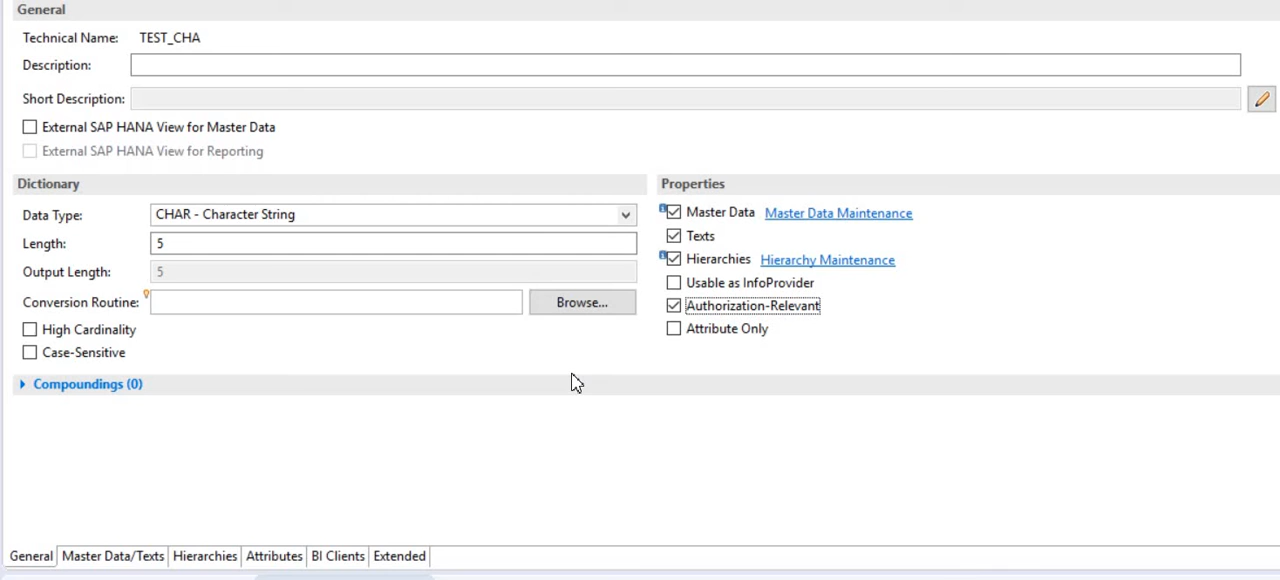 General
Technical Name: TEST_CHA
Description:
Short Description:
External SAP HANA View for Master Data
External SAP HANA View for Reporting
Dictionary
Data Type: CHAR - Character String
Length: 5
Output Length: 5
Conversion Routine: Browse...
High Cardinality
Case-Sensitive
Properties
Master Data Master Data Maintenance
Texts
Hierarchies Hierarchy Maintenance
Usable as InfoProvider
Authorization-Relevant
Attribute Only
Compoundings (0)
General Master Data/Texts Hierarchies Attributes BI Clients Extended